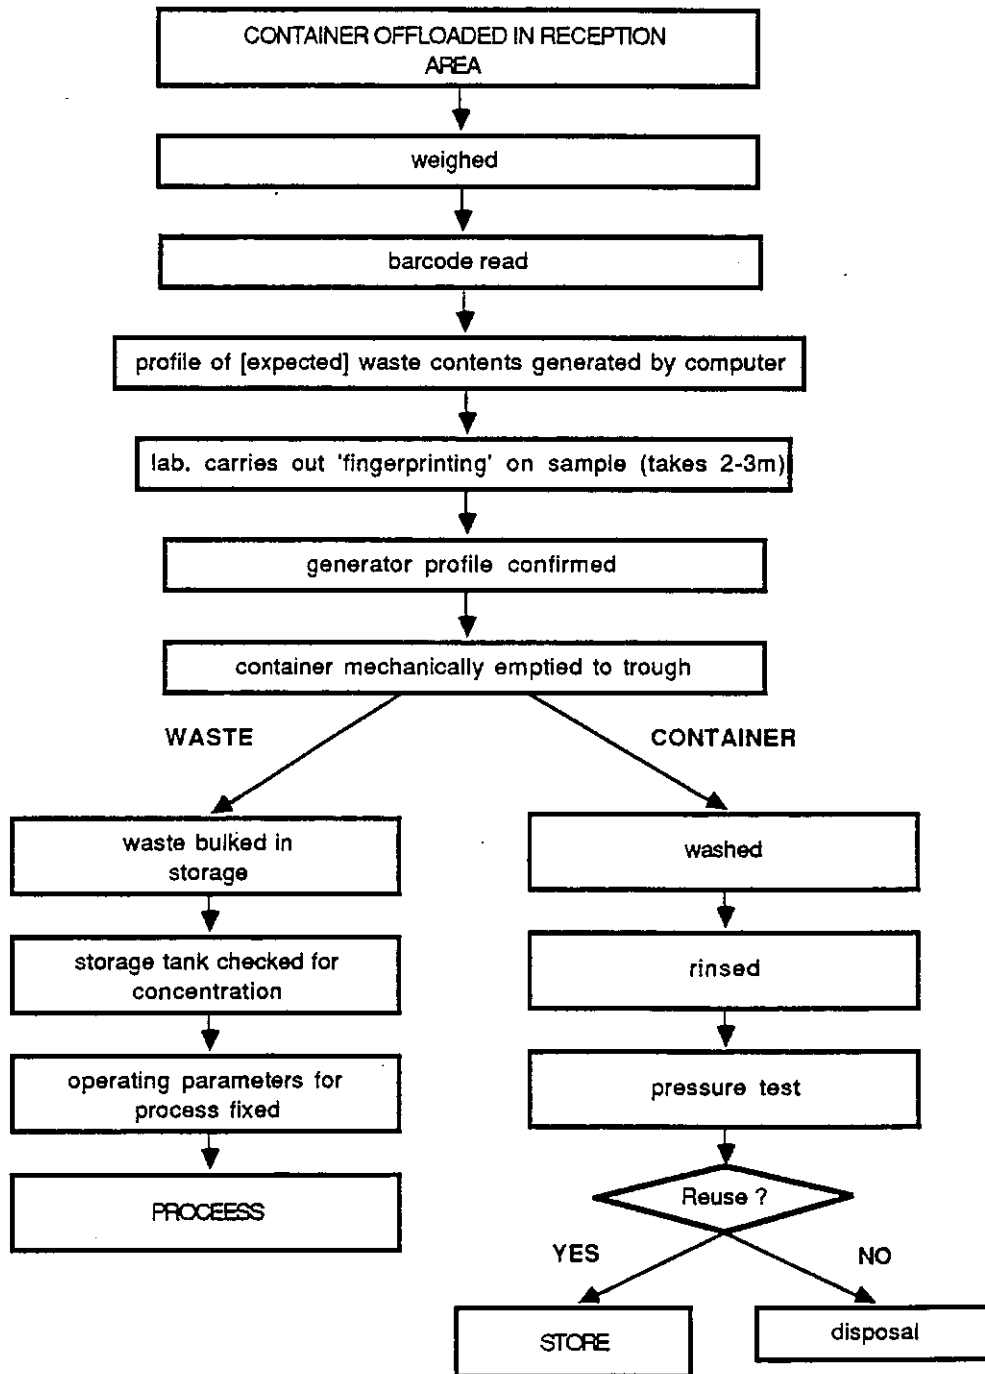 CONTAINER OFFLOADED IN RECEPTION
AREA
weighed
barcode read
profile of [expected] waste contents generated by computer
lab. carries out 'fingerprinting' on sample (takes 2-3m)
generator profile confirmed
container mechanically emptied to trough
WASTE
CONTAINER
waste bulked in
storage
washed
storage tank checked for
concentration
rinsed
operating parameters for
process fixed
pressure test
PROCEESS
Reuse ?
YES
NO
STORE
disposal